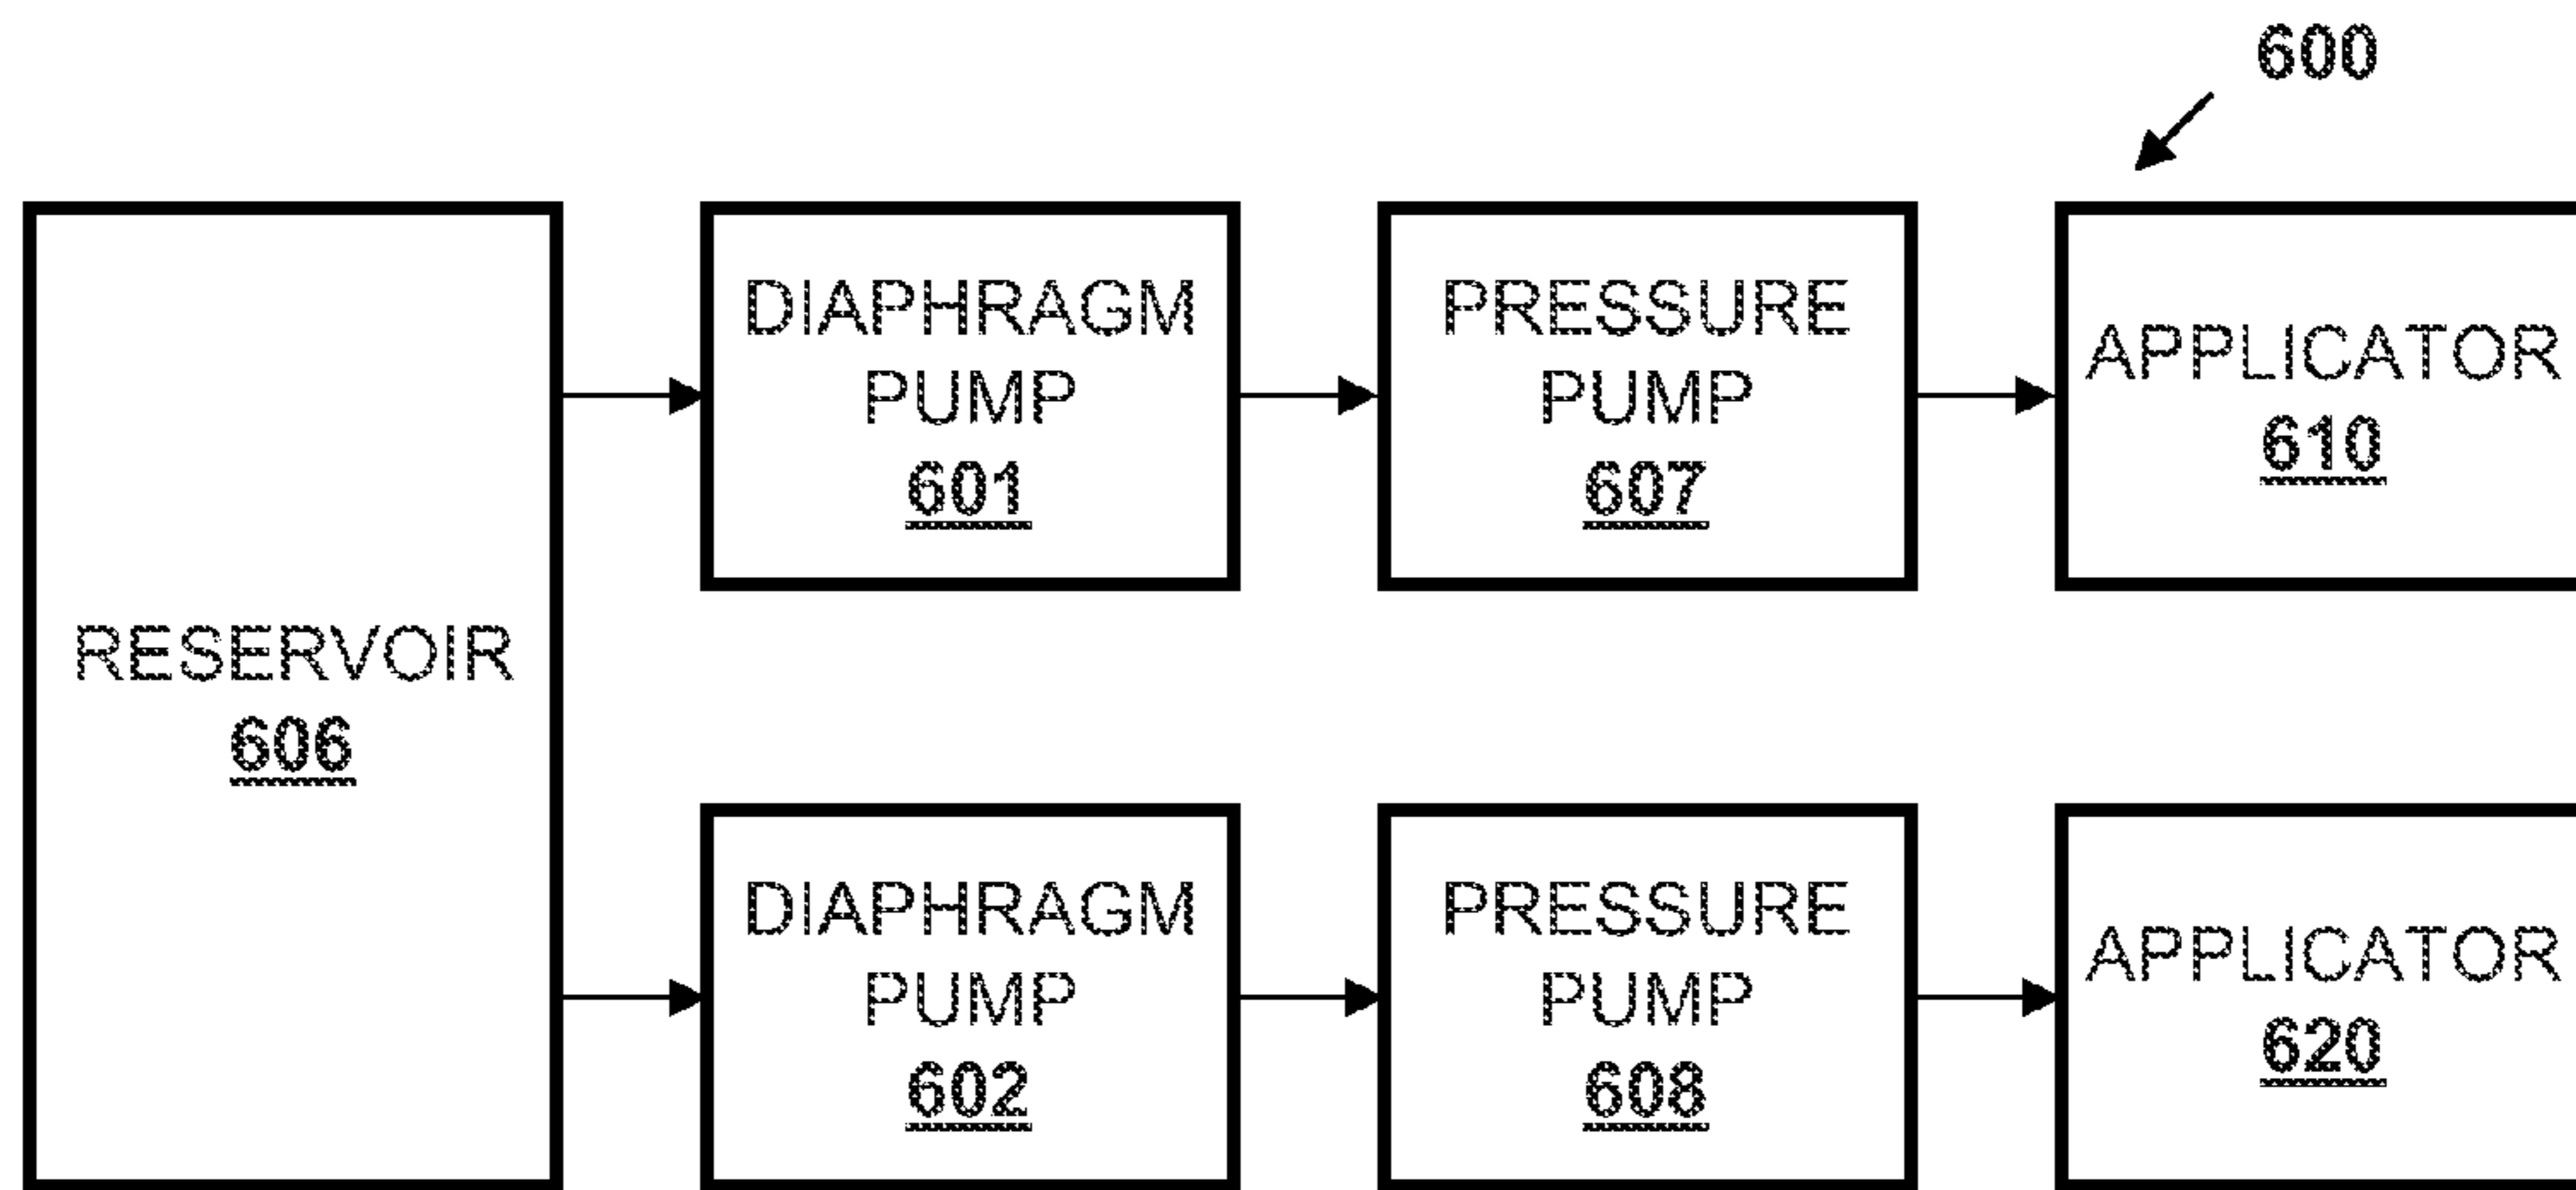 600
DIAPHRAGM
PUMP
601
PRESSURE
PUMP
607
APPLICATOR
610
RESERVOIR
606
DIAPHRAGM
PUMP
602
PRESSURE
PUMP
608
APPLICATOR
620